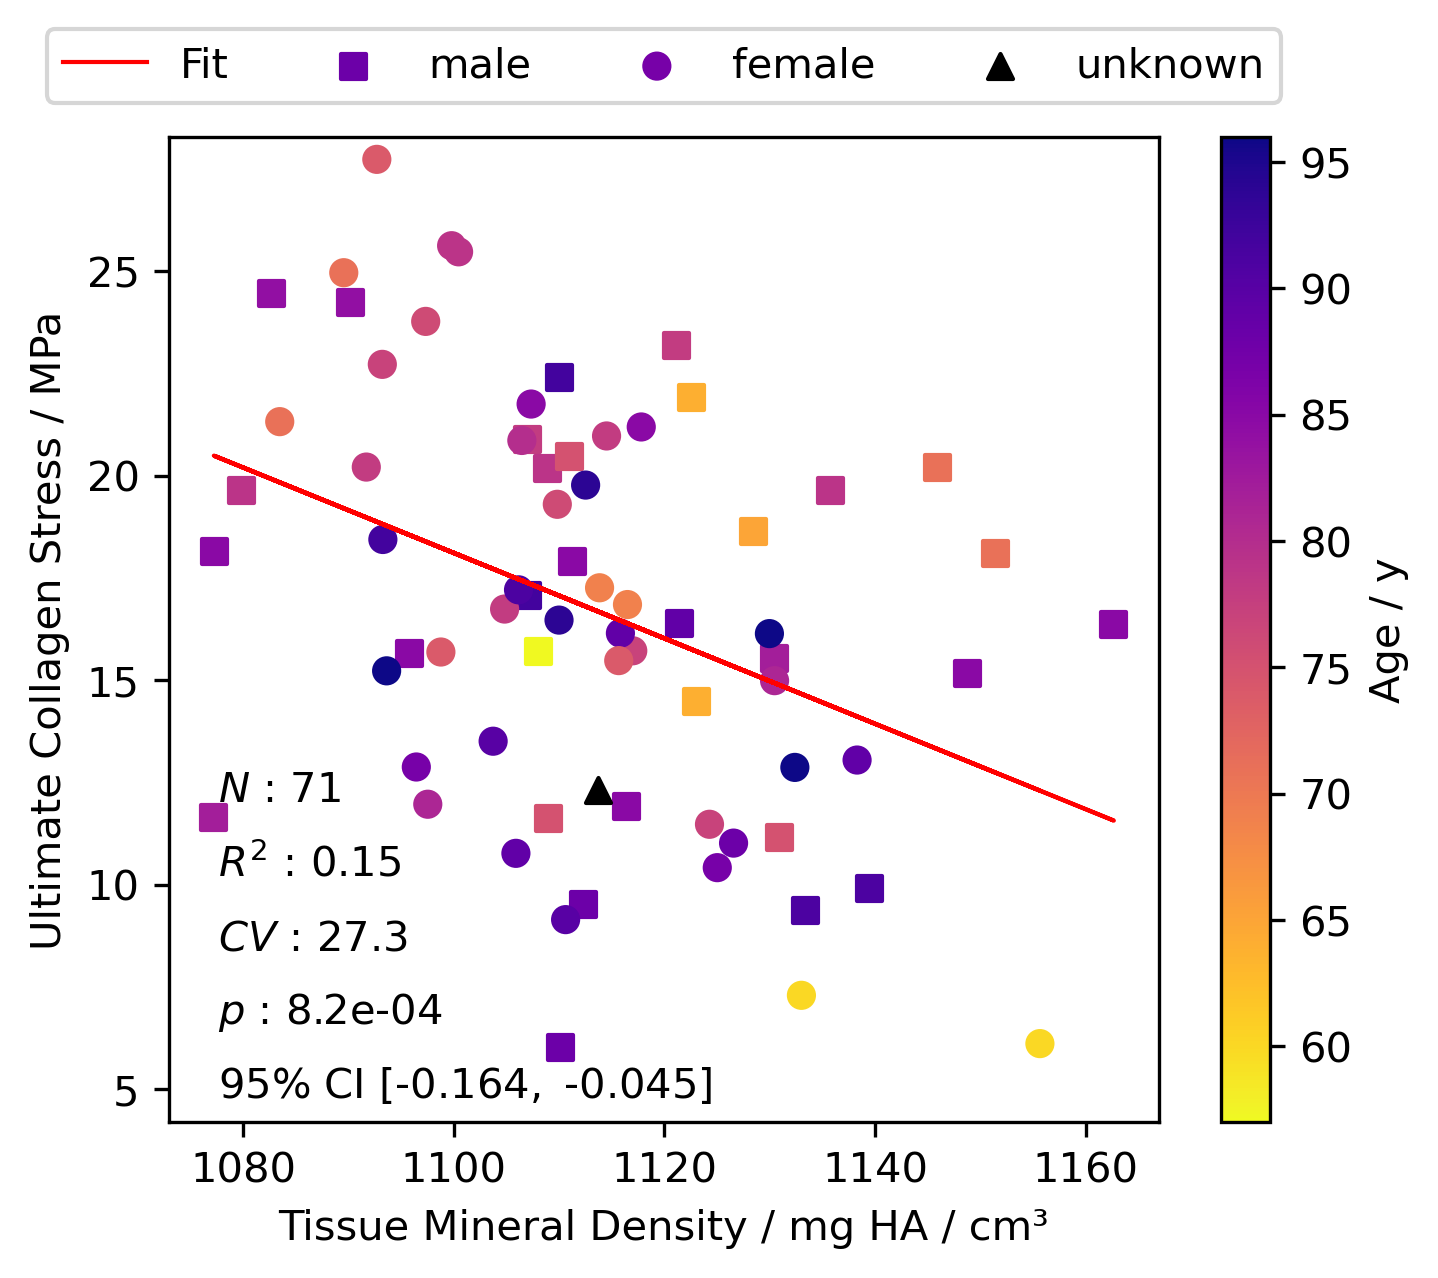 Fit male female unknown
25
20
15
10
5
Ultimate Collagen Stress / MPa
N : 71
R² : 0.15
CV : 27.3
p : 8.2e-04
95% CI [-0.164, -0.045]
1080 1100 1120 1140 1160
Tissue Mineral Density / mg HA / cm³
95
90
85
80
75
70
65
60
Age / y